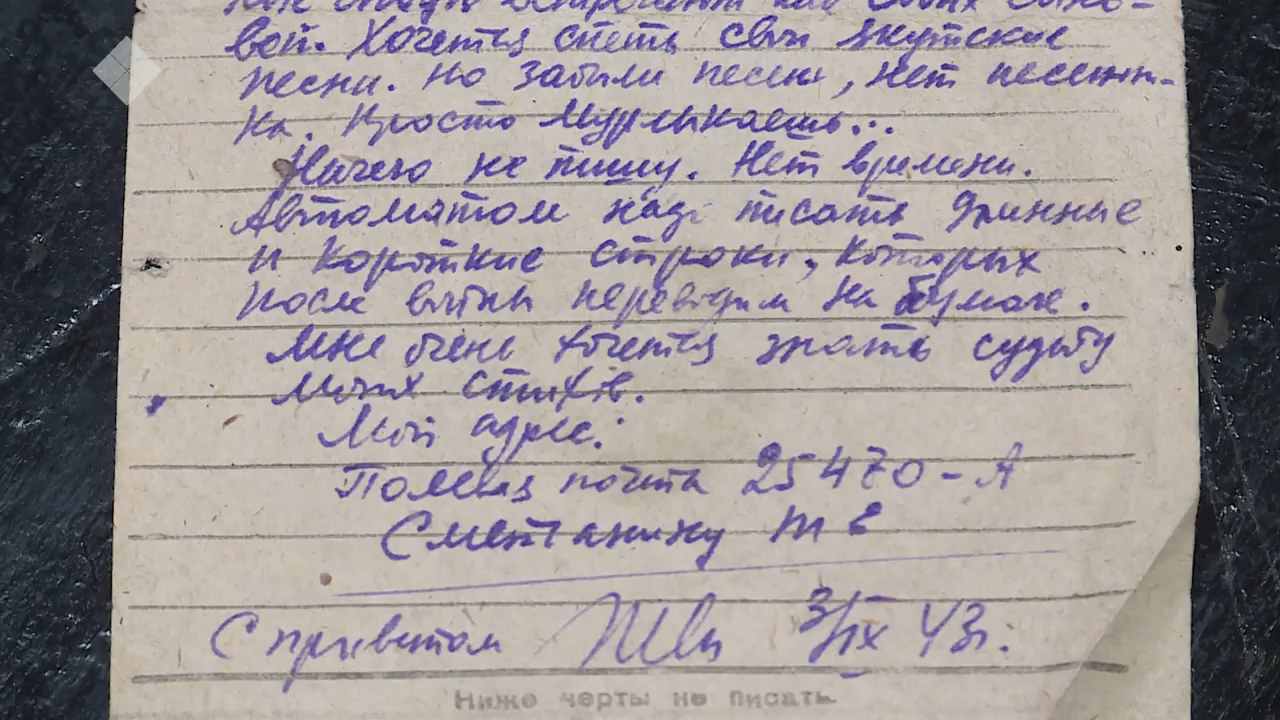 вей. Хочется спеть свои якутские
песни. Но забыли песни, нет песенни-
ка. Просто мурлыкаешь...
Ничего не пишу. Нет времени.
Автоматом надо писать длинные
и короткие строки, которых
после войны переводим на бумаге.
Мне очень хочется знать судьбу
моих стихов.
Мой адрес:
Полевая почта 25470-А
Сметанину Т Е
С приветом 3/IX 43г.
Ниже черты не писать